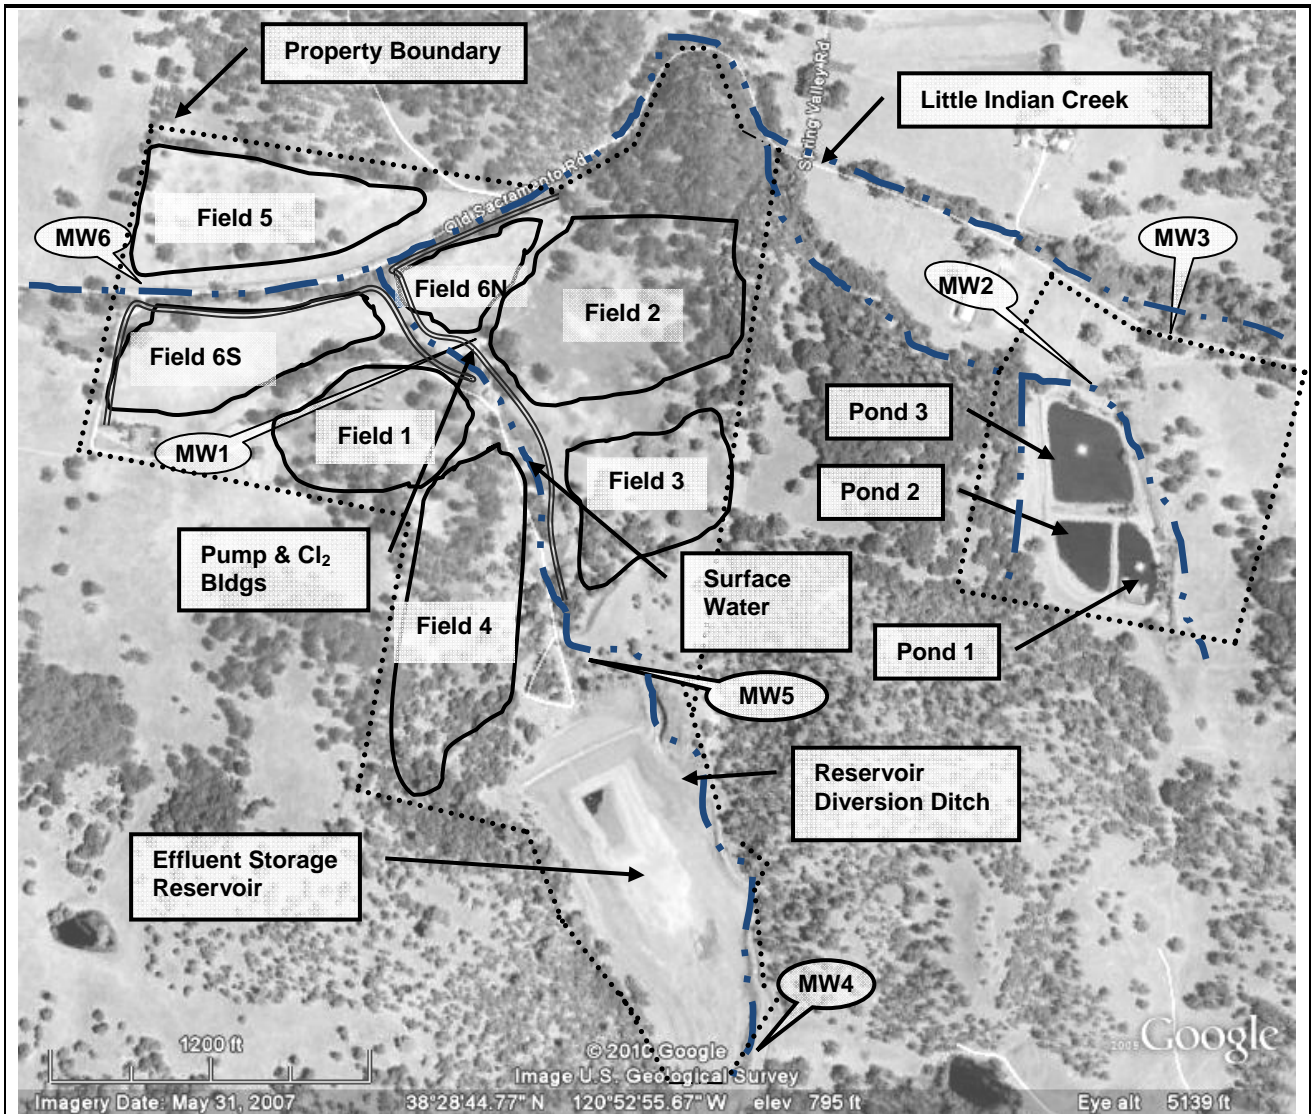 Property Boundary
Little Indian Creek
Spring Valley Rd
Old Sacramento Rd
Field 5
MW6
MW3
MW2
Field 6N
Field 2
Field 6S
Pond 3
Field 1
MW1
Field 3
Pond 2
Pump & Cl₂
Bldgs
Surface
Water
Field 4
Pond 1
MW5
Reservoir
Diversion Ditch
Effluent Storage
Reservoir
MW4
1200 ft
© 2010 Google
Image U.S. Geological Survey
2005 Google
Imagery Date: May 31, 2007 38°28'44.77" N 120°52'55.67" W elev 795 ft Eye alt 5139 ft